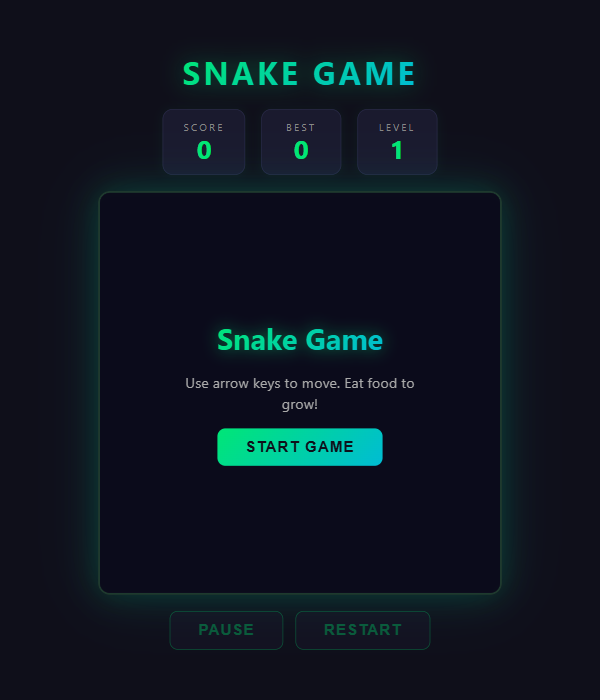 SNAKE GAME
SCORE BEST LEVEL
0 0 1
Snake Game
Use arrow keys to move. Eat food to
grow!
START GAME
PAUSE RESTART